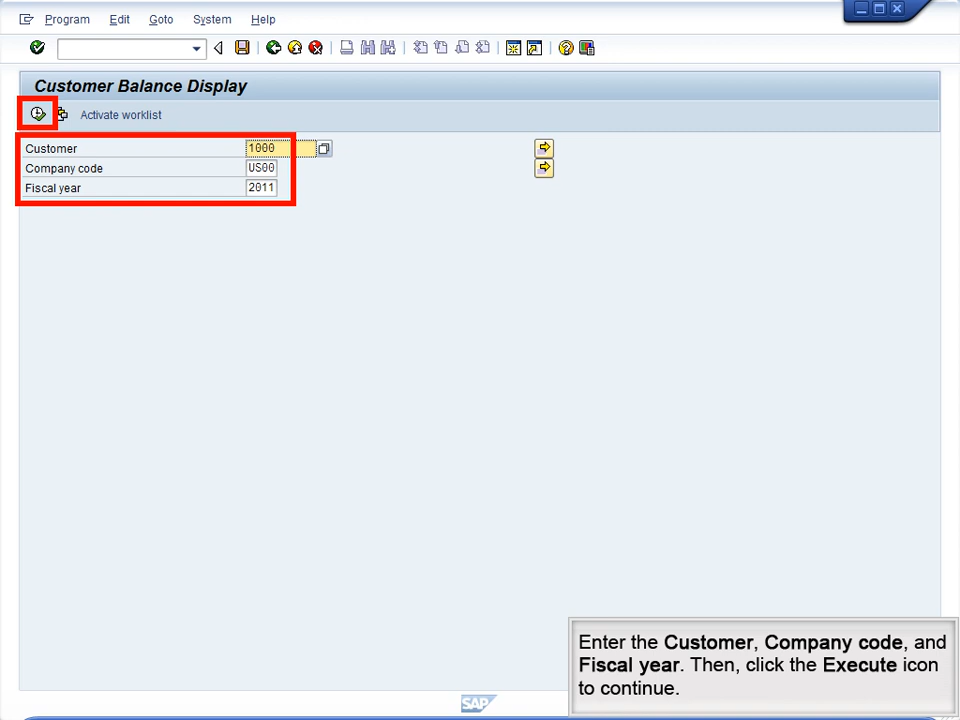 Program Edit Goto System Help
Customer Balance Display
Activate worklist
Customer 1000
Company code US00
Fiscal year 2011
Enter the Customer, Company code, and
Fiscal year. Then, click the Execute icon
to continue.
SAP